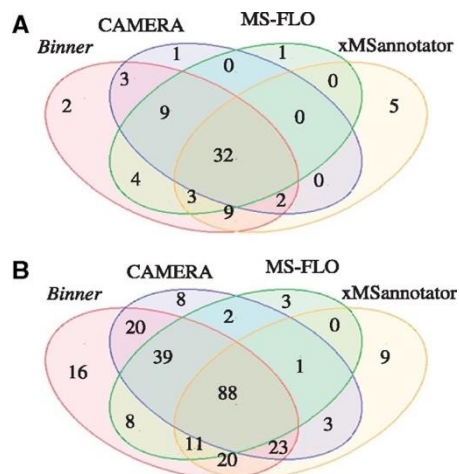 A
CAMERA MS-FLO
Binner xMSannotator
1 1
3 0 0
2 9 0 5
32
4 0
3 2
9
B
CAMERA MS-FLO
Binner xMSannotator
8 3
20 2 0
16 39 1 9
88
8 3
11 23
20